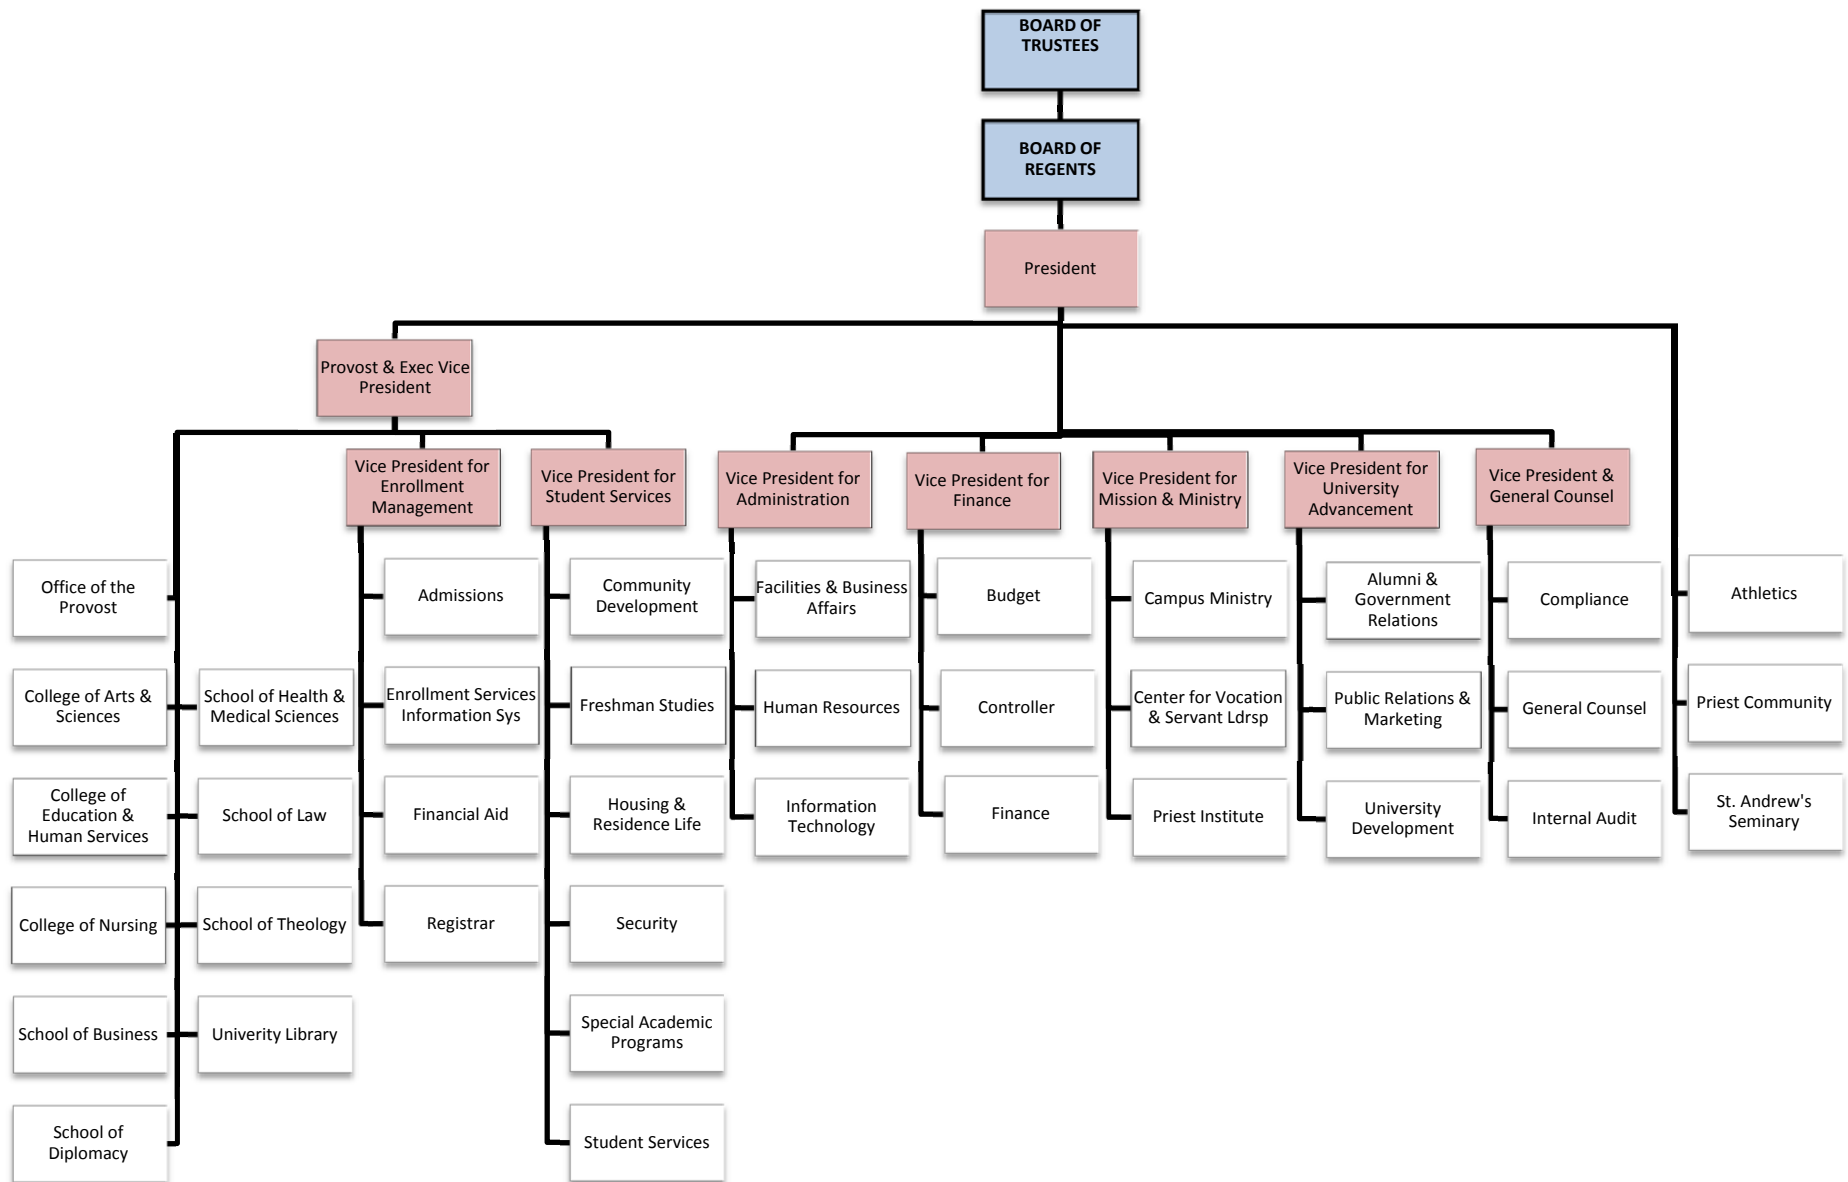 BOARD OF
TRUSTEES
BOARD OF
REGENTS
President
Provost & Exec Vice
President
Vice President for
Enrollment
Management
Vice President for
Student Services
Vice President for
Administration
Vice President for
Finance
Vice President for
Mission & Ministry
Vice President for
University
Advancement
Vice President &
General Counsel
Office of the
Provost
Admissions
Community
Development
Facilities & Business
Affairs
Budget
Campus Ministry
Alumni &
Government
Relations
Compliance
Athletics
College of Arts &
Sciences
School of Health &
Medical Sciences
Enrollment Services
Information Sys
Freshman Studies
Human Resources
Controller
Center for Vocation
& Servant Ldrsp
Public Relations &
Marketing
General Counsel
Priest Community
College of
Education &
Human Services
School of Law
Financial Aid
Housing &
Residence Life
Information
Technology
Finance
Priest Institute
University
Development
Internal Audit
St. Andrew's
Seminary
College of Nursing
School of Theology
Registrar
Security
School of Business
Univerity Library
Special Academic
Programs
School of
Diplomacy
Student Services